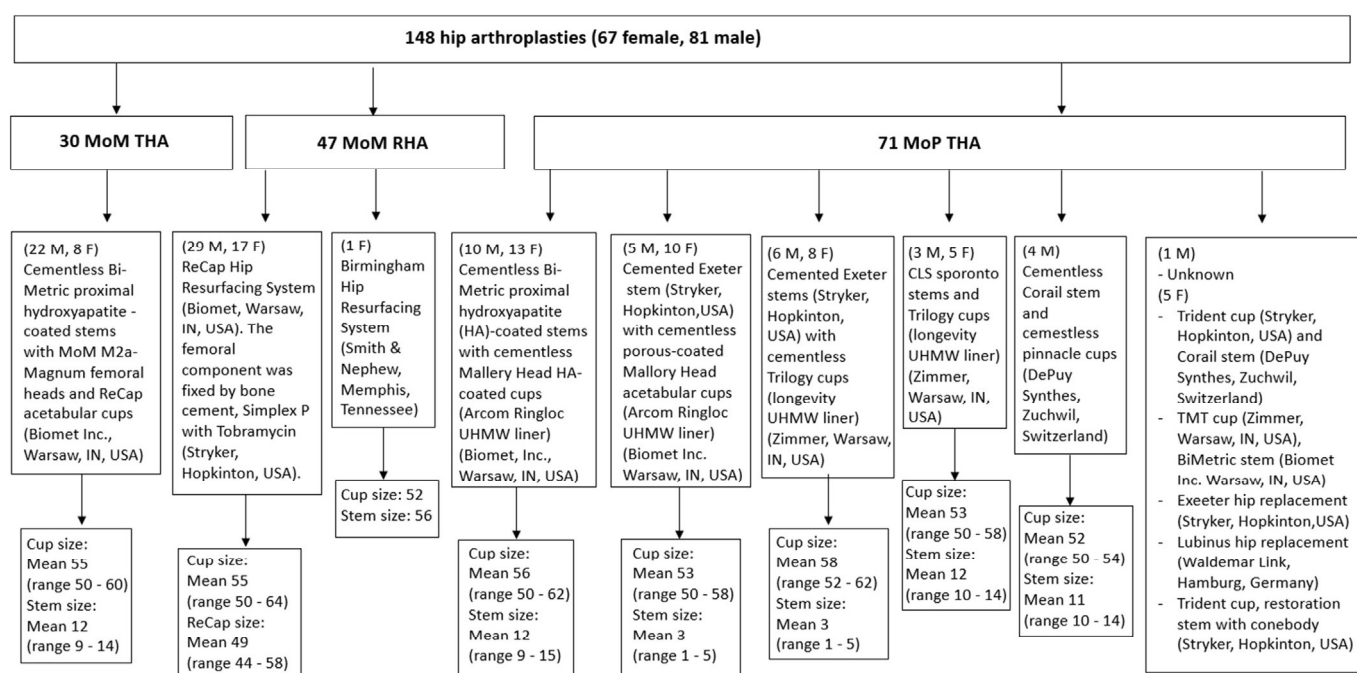 148 hip arthroplasties (67 female, 81 male)
30 MoM THA
47 MoM RHA
71 MoP THA
(22 M, 8 F)
Cementless Bi-
Metric proximal
hydroxyapatite -
coated stems
with MoM M2a-
Magnum femoral
heads and ReCap
acetabular cups
(Biomet Inc.,
Warsaw, IN, USA)
Cup size:
Mean 55
(range 50 - 60)
Stem size:
Mean 12
(range 9 - 14)
(29 M, 17 F)
ReCap Hip
Resurfacing System
(Biomet, Warsaw,
IN, USA). The
femoral
component was
fixed by bone
cement, Simplex P
with Tobramycin
(Stryker,
Hopkinton, USA).
Cup size:
Mean 55
(range 50 - 64)
ReCap size:
Mean 49
(range 44 - 58)
(1 F)
Birmingham
Hip
Resurfacing
System
(Smith &
Nephew,
Memphis,
Tennessee)
Cup size: 52
Stem size: 56
(10 M, 13 F)
Cementless Bi-
Metric proximal
hydroxyapatite
(HA)-coated stems
with cementless
Mallery Head HA-
coated cups
(Arcom Ringloc
UHMW liner)
(Biomet, Inc.,
Warsaw, IN, USA)
Cup size:
Mean 56
(range 50 - 62)
Stem size:
Mean 12
(range 9 - 15)
(5 M, 10 F)
Cemented Exeter
stem (Stryker,
Hopkinton,USA)
with cementless
porous-coated
Mallory Head
acetabular cups
(Arcom Ringloc
UHMW liner)
(Biomet Inc.
Warsaw, IN, USA)
Cup size:
Mean 53
(range 50 - 58)
Stem size:
Mean 3
(range 1 - 5)
(6 M, 8 F)
Cemented Exeter
stems (Stryker,
Hopkinton,
USA) with
cementless
Trilogy cups
(longevity
UHMW liner)
(Zimmer, Warsaw,
IN, USA)
Cup size:
Mean 58
(range 52 - 62)
Stem size:
Mean 3
(range 1 - 5)
(3 M, 5 F)
CLS sporonto
stems and
Trilogy cups
(longevity
UHMW liner)
(Zimmer,
Warsaw, IN,
USA)
Cup size:
Mean 53
(range 50 - 58)
Stem size:
Mean 12
(range 10 - 14)
(4 M)
Cementless
Corail stem
and
cemestless
pinnacle cups
(DePuy
Synthes,
Zuchwil,
Switzerland)
Cup size:
Mean 52
(range 50 - 54)
Stem size:
Mean 11
(range 10 - 14)
(1 M)
- Unknown
(5 F)
- Trident cup (Stryker,
Hopkinton, USA) and
Corail stem (DePuy
Synthes, Zuchwil,
Switzerland)
- TMT cup (Zimmer,
Warsaw, IN, USA),
BiMetric stem (Biomet
Inc. Warsaw, IN, USA)
- Exeeter hip replacement
(Stryker, Hopkinton,USA)
- Lubinus hip replacement
(Waldemar Link,
Hamburg, Germany)
- Trident cup, restoration
stem with conebody
(Stryker, Hopkinton, USA)